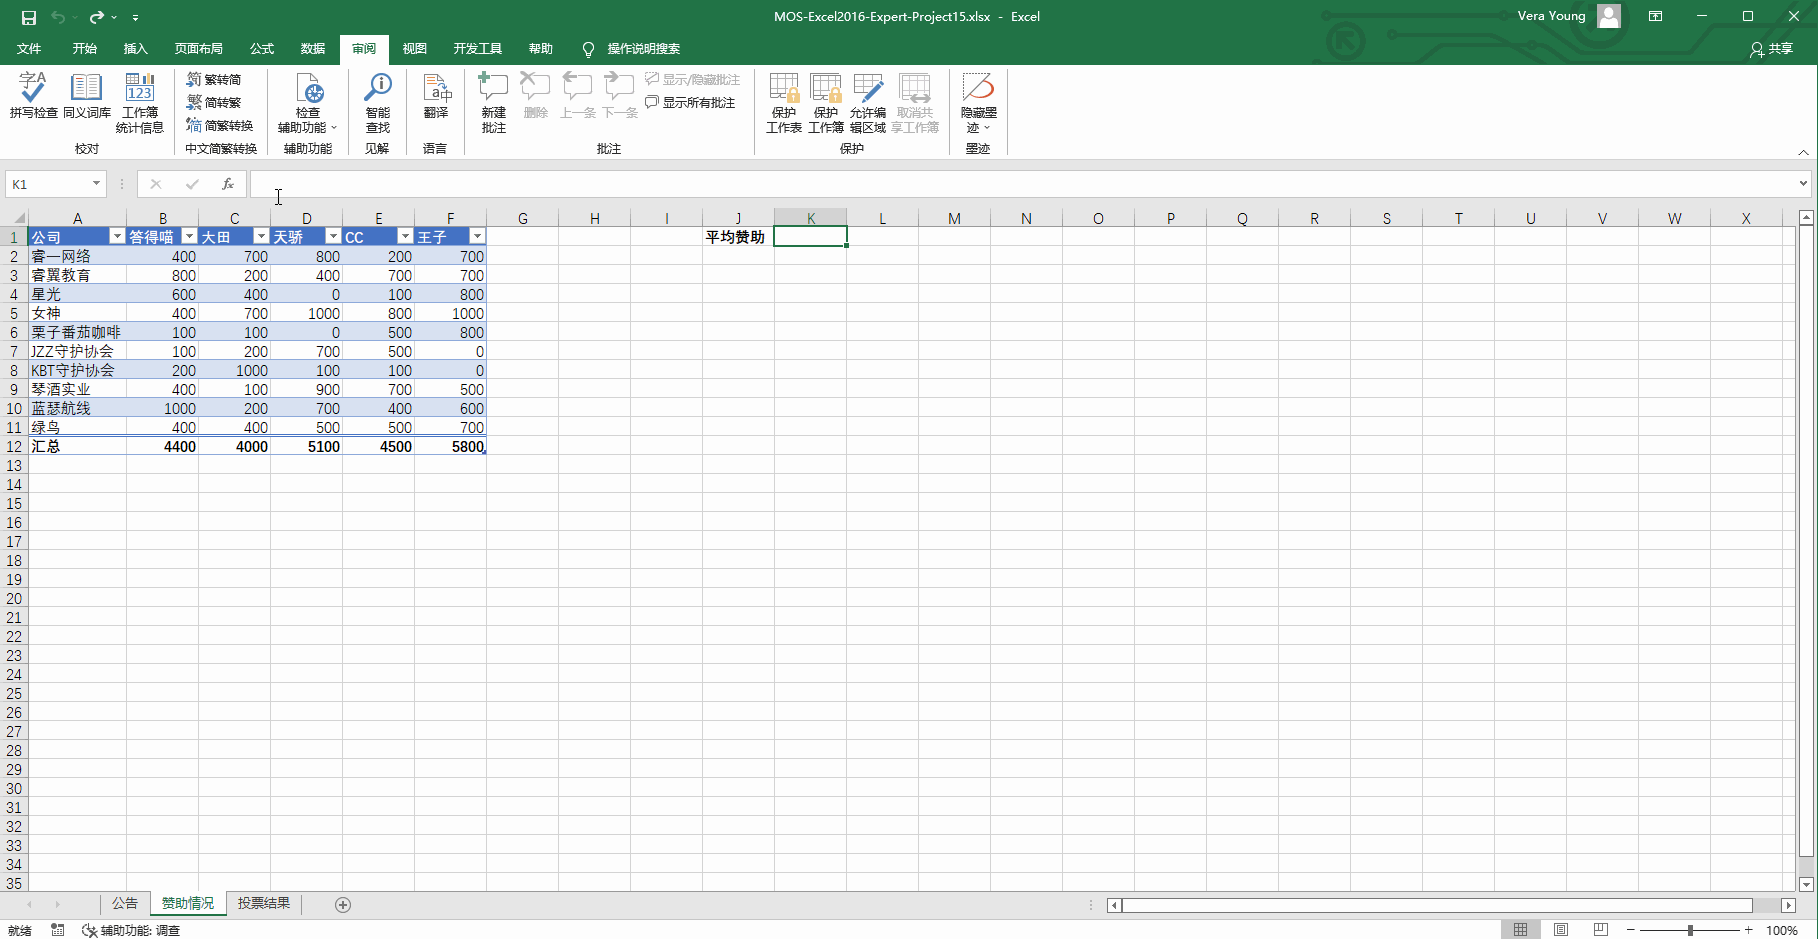 MOS-Excel2016-Expert-Project15.xlsx - Excel
Vera Young
文件 开始 插入 页面布局 公式 数据 审阅 视图 开发工具 帮助 操作说明搜索 共享
拼写检查 同义词库 工作簿统计信息
校对
繁转简
简转繁
简繁转换
中文简繁转换
检查辅助功能
辅助功能
智能查找
见解
翻译
语言
新建批注 删除 上一条 下一条
显示/隐藏批注
显示所有批注
批注
保护工作表 保护工作簿 允许编辑区域 取消共享工作簿
保护
隐藏墨迹
墨迹
K1 fx
A B C D E F G H I J K L M N O P Q R S T U V W X
1 公司 答得喵 大田 天骄 CC 王子 平均赞助
2 睿一网络 400 700 800 200 700
3 睿翼教育 800 200 400 700 700
4 星光 600 400 0 100 800
5 女神 400 700 1000 800 1000
6 栗子番茄咖啡 100 100 0 500 800
7 JZZ守护协会 100 200 700 500 0
8 KBT守护协会 200 1000 100 100 0
9 琴酒实业 400 100 900 700 500
10 蓝瑟航线 1000 200 700 400 600
11 绿鸟 400 400 500 500 700
12 汇总 4400 4000 5100 4500 5800
13
14
15
16
17
18
19
20
21
22
23
24
25
26
27
28
29
30
31
32
33
34
35
公告 赞助情况 投票结果
就绪 辅助功能: 调查 100%